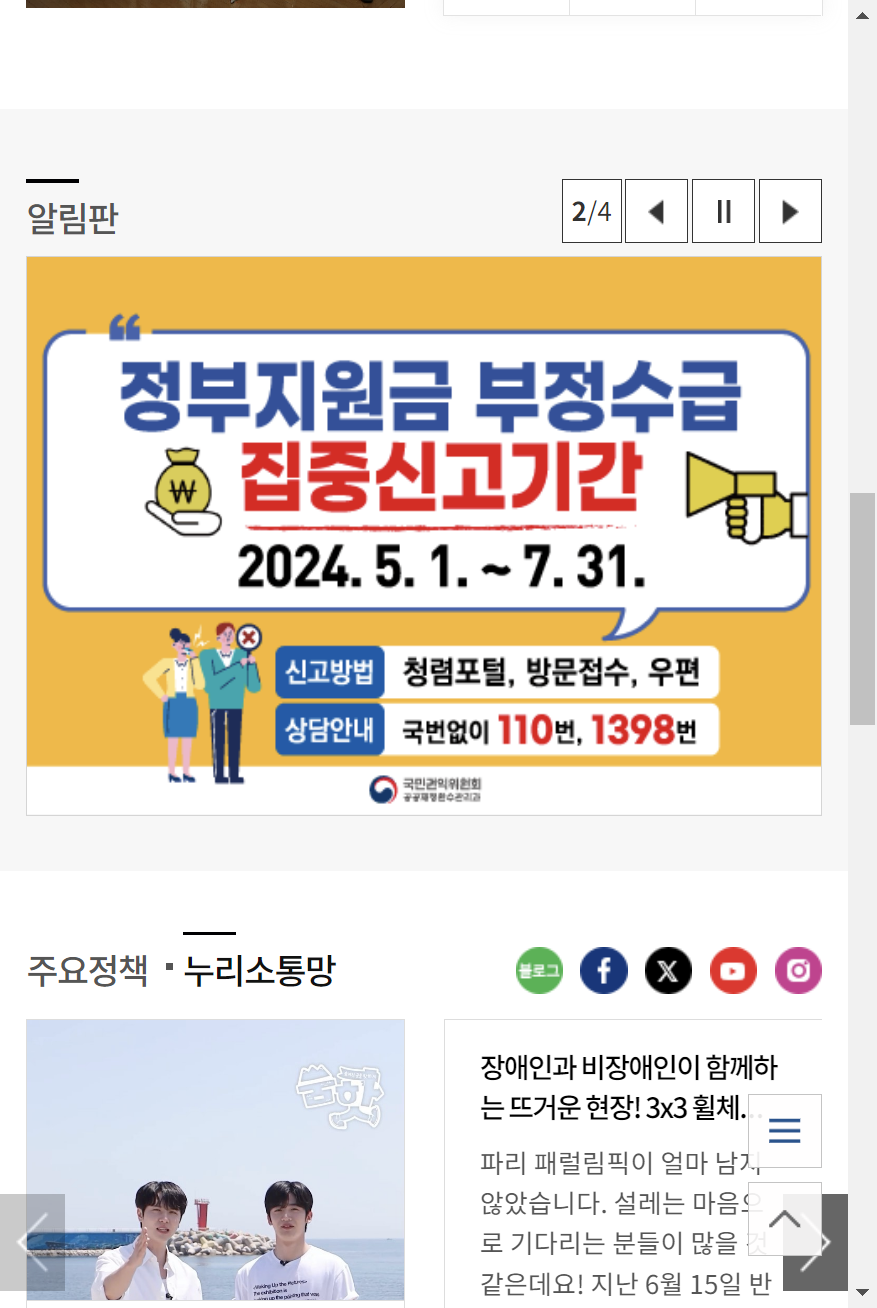 알림판
2/4
정부지원금 부정수급
집중신고기간
2024. 5. 1. ~ 7. 31.
신고방법 청렴포털, 방문접수, 우편
상담안내 국번없이 110번, 1398번
국민권익위원회
공공재정환수관리과
주요정책
누리소통망
블로그
장애인과 비장애인이 함께하
는 뜨거운 현장! 3x3 휠체...
파리 패럴림픽이 얼마 남지
않았습니다. 설레는 마음으
로 기다리는 분들이 많을 것
같은데요! 지난 6월 15일 반